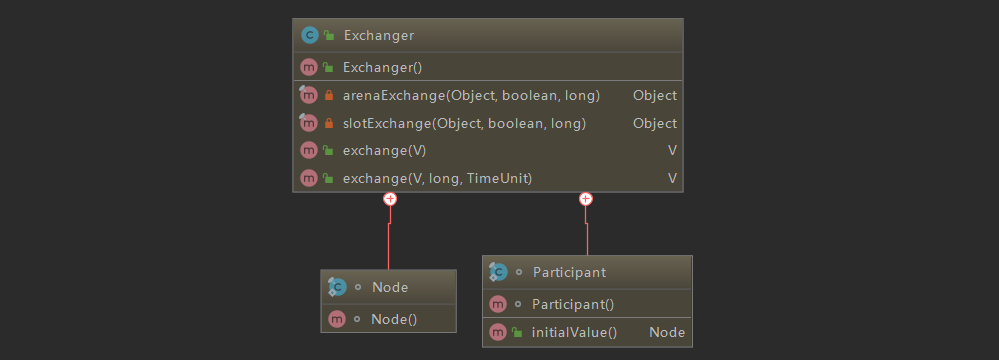 Exchanger
Exchanger()
arenaExchange(Object, boolean, long) Object
slotExchange(Object, boolean, long) Object
exchange(V) V
exchange(V, long, TimeUnit) V
Node
Node()
Participant
Participant()
initialValue() Node